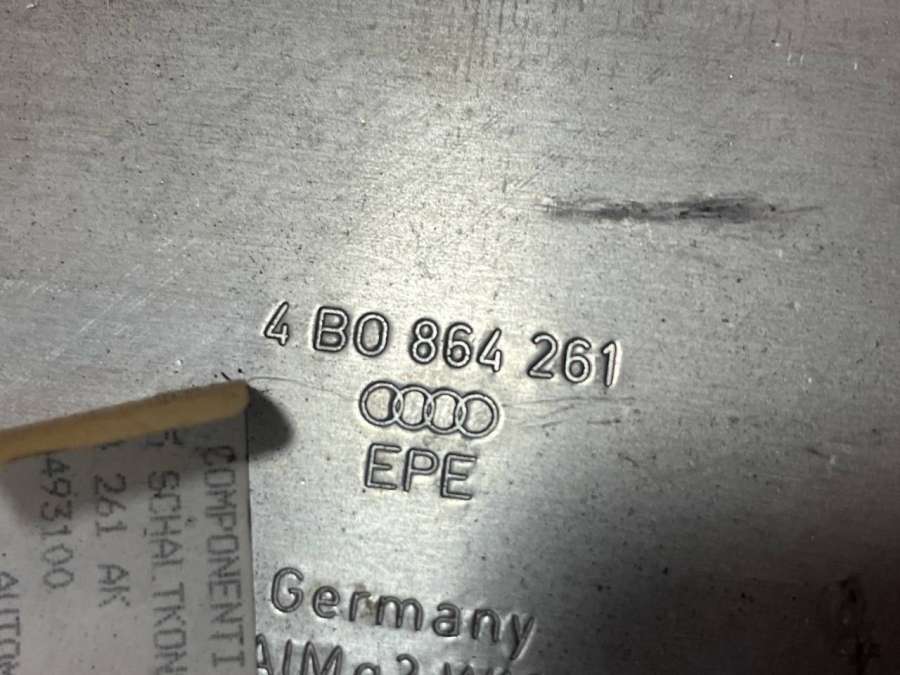 4 B0 864 261
EPE
Germany
COMPONENTI
SCHALTKON
261 AK
493100